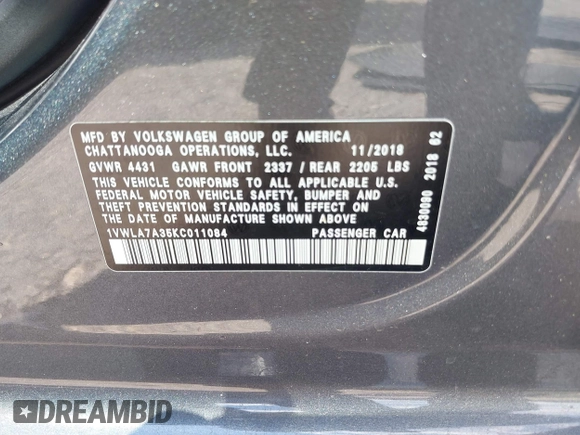 MFD BY VOLKSWAGEN GROUP OF AMERICA
CHATTANOOGA OPERATIONS, LLC. 11/2018
GVWR 4431 GAWR FRONT 2337 / REAR 2205 LBS
THIS VEHICLE CONFORMS TO ALL APPLICABLE U.S.
FEDERAL MOTOR VEHICLE SAFETY, BUMPER AND
THEFT PREVENTION STANDARDS IN EFFECT ON
THE DATE OF MANUFACTURE SHOWN ABOVE
1VWLA7A35KC011084 PASSENGER CAR
4830090 2018 62
DREAMBID